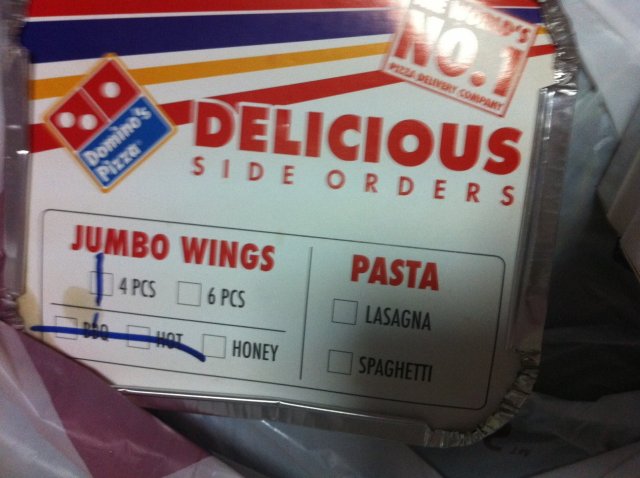 THE WORLD'S
NO.1
PIZZA DELIVERY COMPANY
Domino's
Pizza
DELICIOUS
SIDE ORDERS
JUMBO WINGS
4 PCS
6 PCS
BBQ
HOT
HONEY
PASTA
LASAGNA
SPAGHETTI